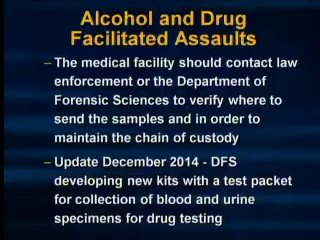 Alcohol and Drug
Facilitated Assaults
– The medical facility should contact law
enforcement or the Department of
Forensic Sciences to verify where to
send the samples and in order to
maintain the chain of custody
– Update December 2014 - DFS
developing new kits with a test packet
for collection of blood and urine
specimens for drug testing